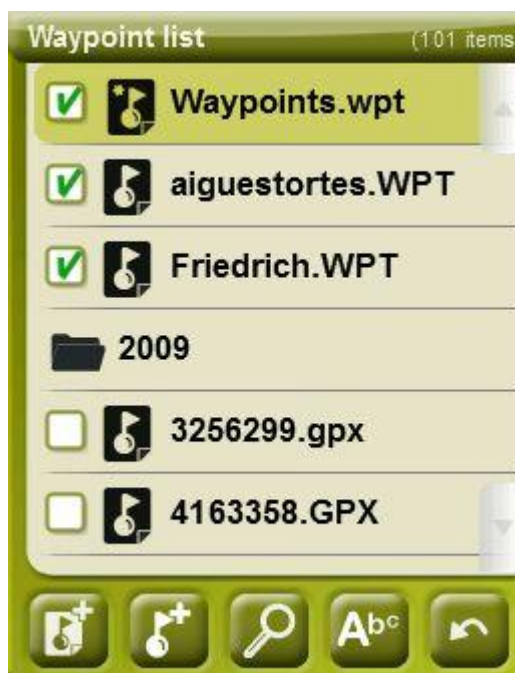 Waypoint list (101 items
Waypoints.wpt
aiguestortes.WPT
Friedrich.WPT
2009
3256299.gpx
4163358.GPX
Abc